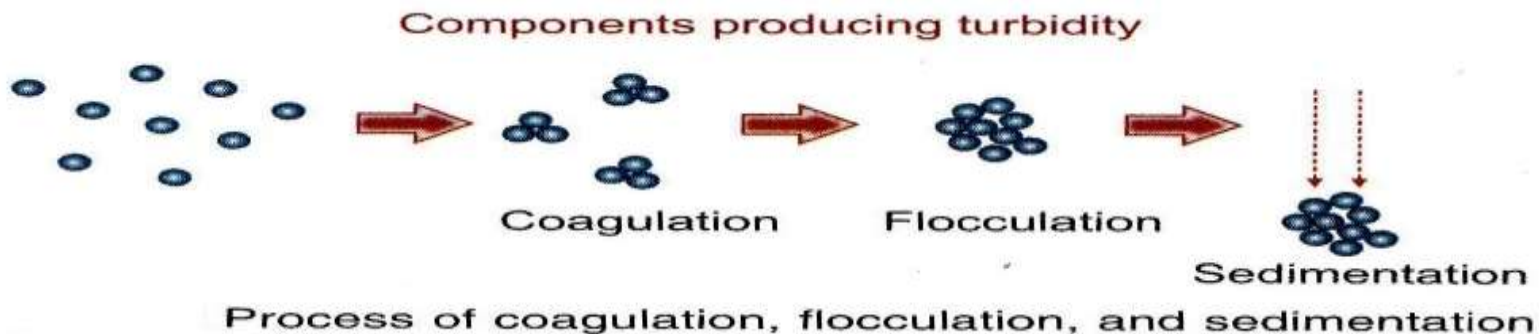 Components producing turbidity
Coagulation
Flocculation
Sedimentation
Process of coagulation, flocculation, and sedimentation